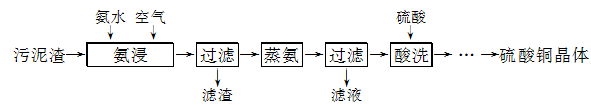 氨水 空气 硫酸
污泥渣 氨浸 过滤 蒸氨 过滤 酸洗 … 硫酸铜晶体
滤渣 滤液